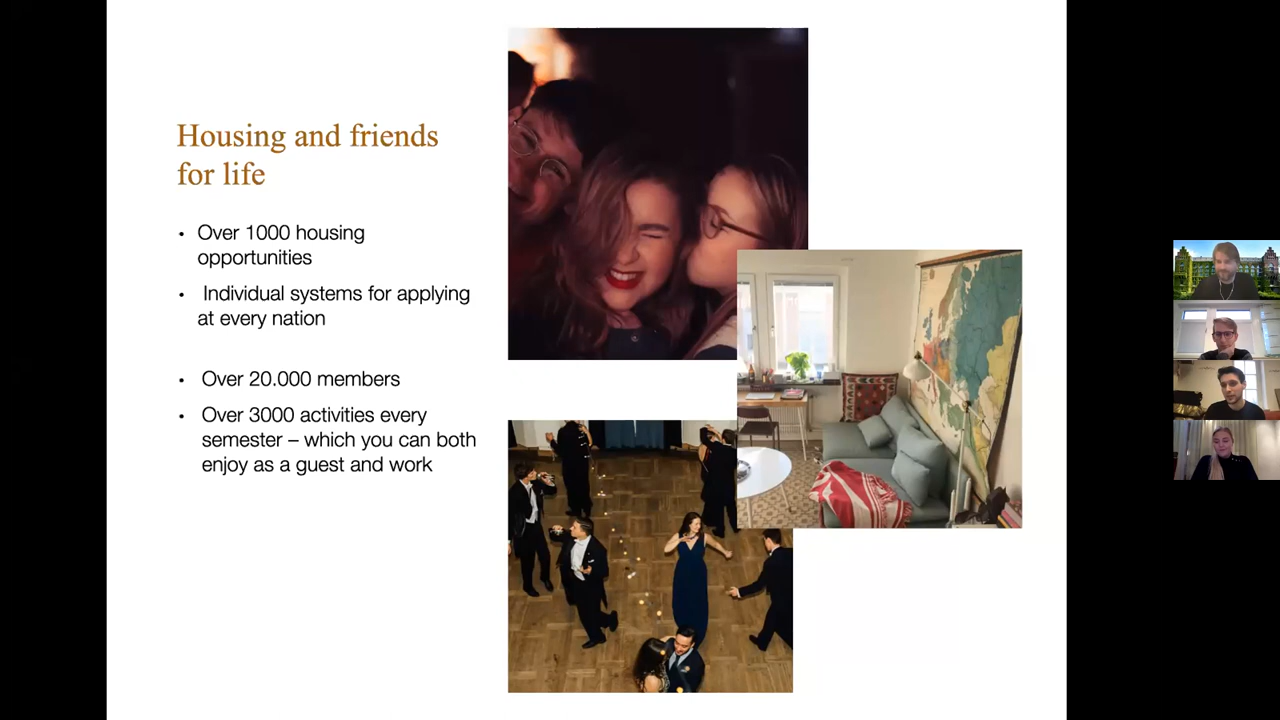 Housing and friends
for life
• Over 1000 housing
opportunities
• Individual systems for applying
at every nation
• Over 20.000 members
• Over 3000 activities every
semester – which you can both
enjoy as a guest and work